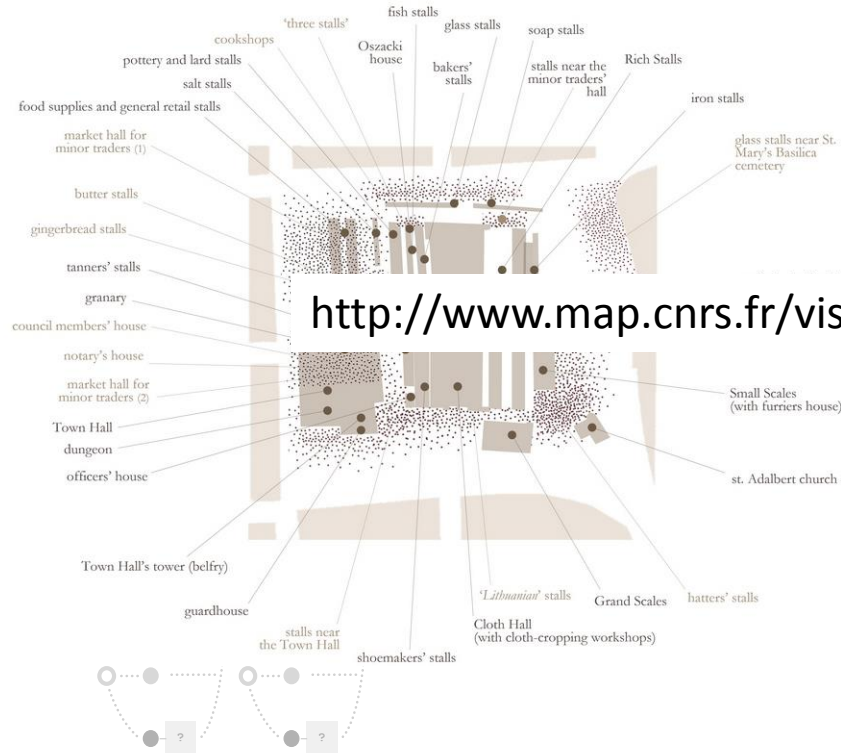 fish stalls
'three stalls'
glass stalls
soap stalls
cookshops
Oszacki
house
pottery and lard stalls
bakers'
stalls
stalls near the
minor traders'
hall
Rich Stalls
salt stalls
iron stalls
food supplies and general retail stalls
market hall for
minor traders (1)
glass stalls near St.
Mary's Basilica
cemetery
butter stalls
gingerbread stalls
tanners' stalls
granary
http://www.map.cnrs.fr/vis
council members' house
notary's house
market hall for
minor traders (2)
Small Scales
(with furriers house)
Town Hall
dungeon
officers' house
st. Adalbert church
Town Hall's tower (belfry)
'Lithuanian' stalls
Grand Scales
hatters' stalls
guardhouse
Cloth Hall
(with cloth-cropping workshops)
stalls near
the Town Hall
shoemakers' stalls
?
?